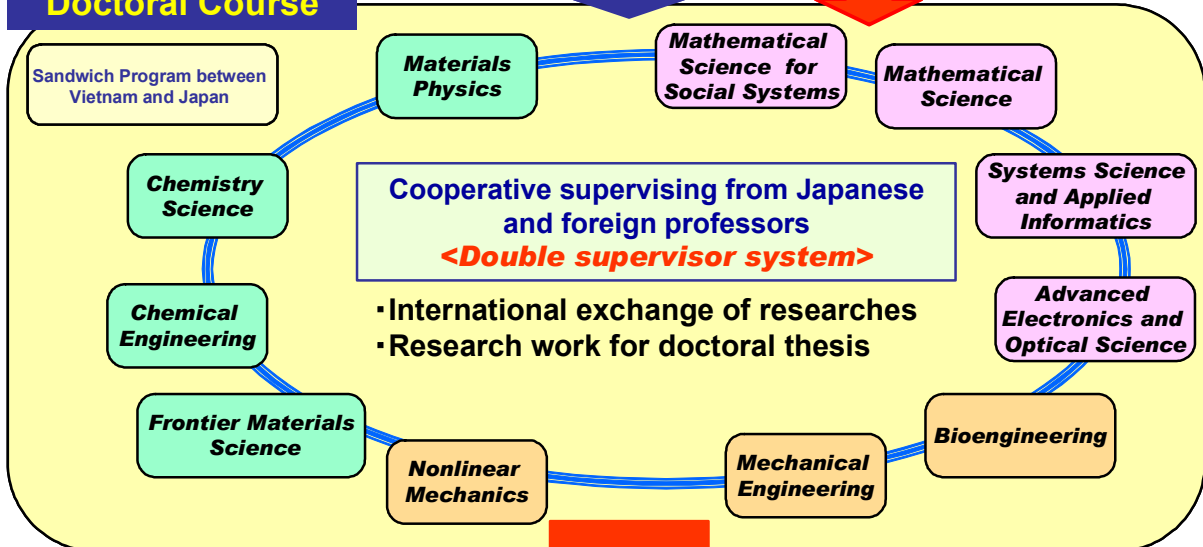 Doctoral Course
Sandwich Program between
Vietnam and Japan
Materials
Physics
Mathematical
Science for
Social Systems
Mathematical
Science
Chemistry
Science
Systems Science
and Applied
Informatics
Cooperative supervising from Japanese
and foreign professors
<Double supervisor system>
・International exchange of researches
・Research work for doctoral thesis
Chemical
Engineering
Advanced
Electronics and
Optical Science
Frontier Materials
Science
Nonlinear
Mechanics
Mechanical
Engineering
Bioengineering